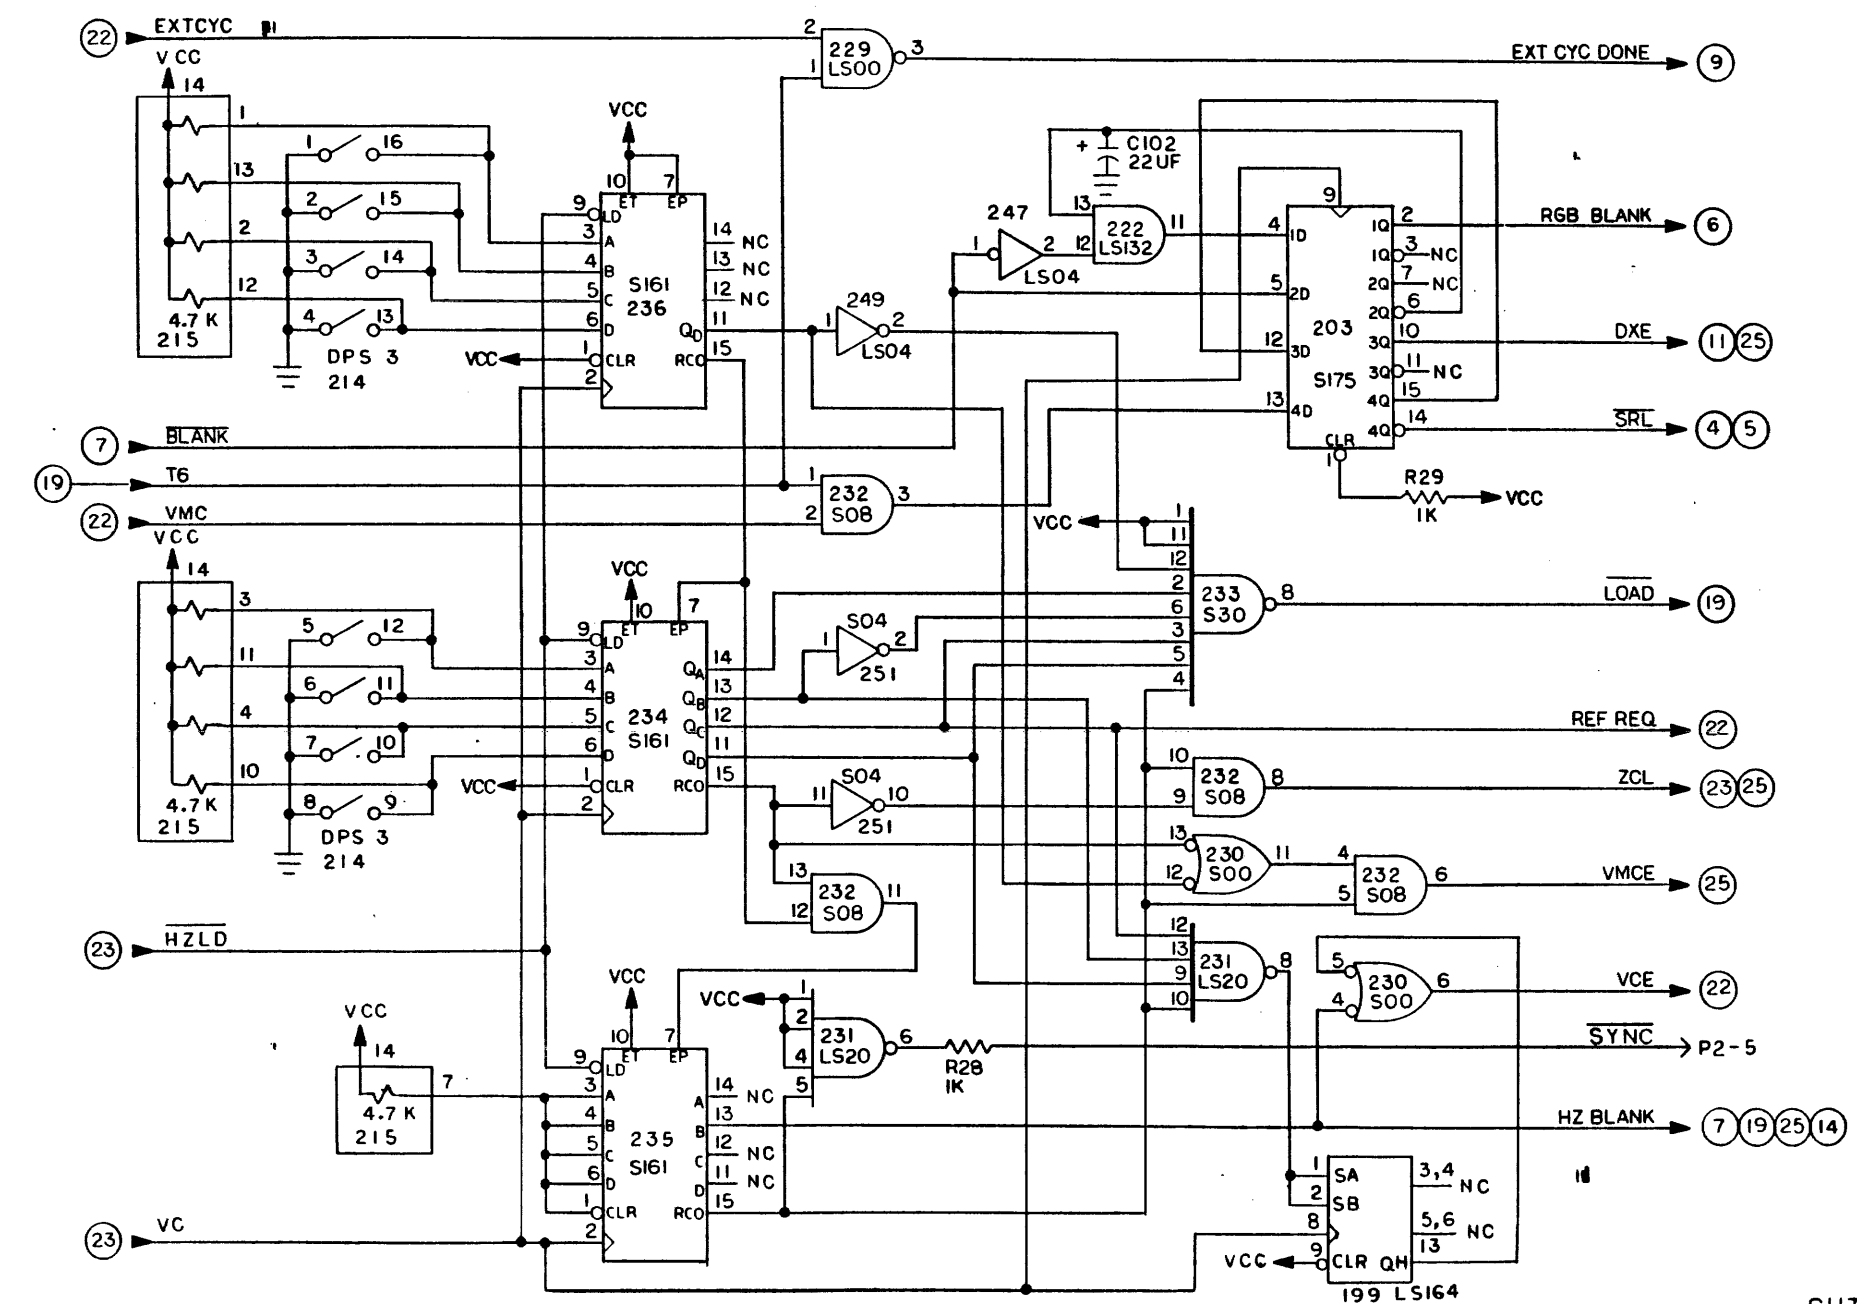 22 EXTCYC
2 229 LS00 3 1
EXT CYC DONE 9
VCC
14
1
1 16
13
2 15
2
3 14
12
4 13
4.7 K
215
DPS 3
214
VCC
10 7
ET EP
9 LD
3 A
4 B
5 C
6 D
1 CLR
VCC
2
S161
236
14 NC
13 NC
12 NC
QD 11
RCO 15
249
1 2
LS04
+ C102
22UF
247
1 2
LS04
13
12
222
LS132
11
9
4 1D
5 2D
12 3D
13 4D
203
S175
1Q 2
1Q 3 NC
2Q 7 NC
2Q 6
3Q 10
3Q 11 NC
4Q 15
4Q 14
CLR
1
RGB BLANK 6
DXE 11 25
SRL 4 5
R29
1K
VCC
7 BLANK
19 T6
22 VMC
1
2
232
S08
3
VCC
1
11
12
2
6
3
5
4
233
S30
8
LOAD 19
VCC
14
3
5 12
11
6 11
4
7 10
10
8 9
4.7 K
215
DPS 3
214
VCC
10 7
ET EP
9 LD
3 A
4 B
5 C
6 D
1 CLR
VCC
2
234
S161
QA 14
QB 13
QC 12
QD 11
RCO 15
S04
1 2
251
REF REQ 22
S04
11 10
251
10
9
232
S08
8
ZCL 23 25
13
12
230
S00
11
4
5
232
S08
6
VMCE 25
13
12
232
S08
11
12
13
9
10
231
LS20
8
5
4
230
S00
6
VCE 22
23 HZLD
VCC
14
7
4.7 K
215
VCC
10 7
ET EP
9 LD
3 A
4 B
5 C
6 D
1 CLR
2
235
S161
A 14 NC
B 13
C 12 NC
D 11 NC
RCO 15
VCC
1
2
4
5
231
LS20
6
R28
1K
SYNC P2-5
HZ BLANK 7 19 25 14
23 VC
1 SA
2 SB
8
VCC 9 CLR
3,4 NC
5,6 NC
QH 13
199 LS164